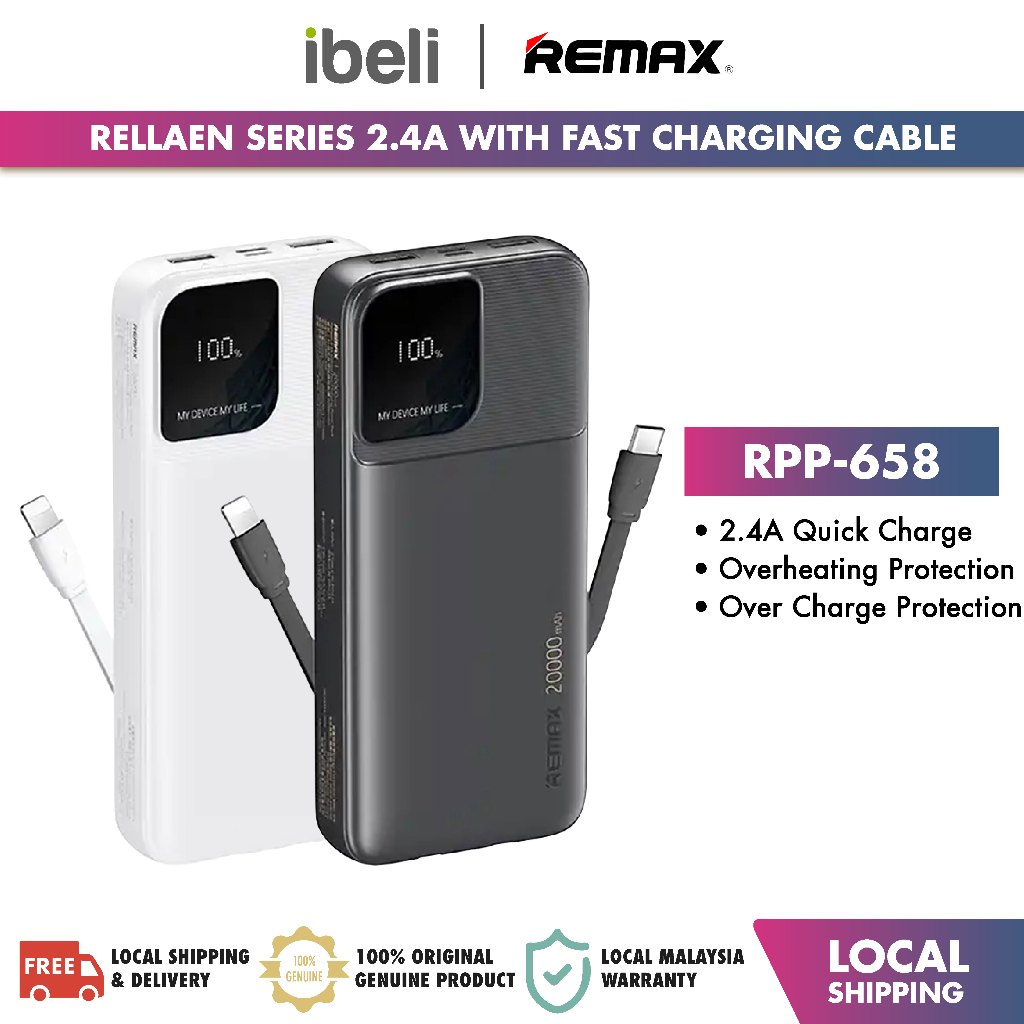 ibeli | REMAX®
RELLAEN SERIES 2.4A WITH FAST CHARGING CABLE
100%
MY DEVICE MY LIFE
REMAX
100%
MY DEVICE MY LIFE
REMAX
REMAX 20000mAh
RPP-658
• 2.4A Quick Charge
• Overheating Protection
• Over Charge Protection
FREE
LOCAL SHIPPING
& DELIVERY
100%
GENUINE
100% ORIGINAL
GENUINE PRODUCT
LOCAL MALAYSIA
WARRANTY
LOCAL
SHIPPING